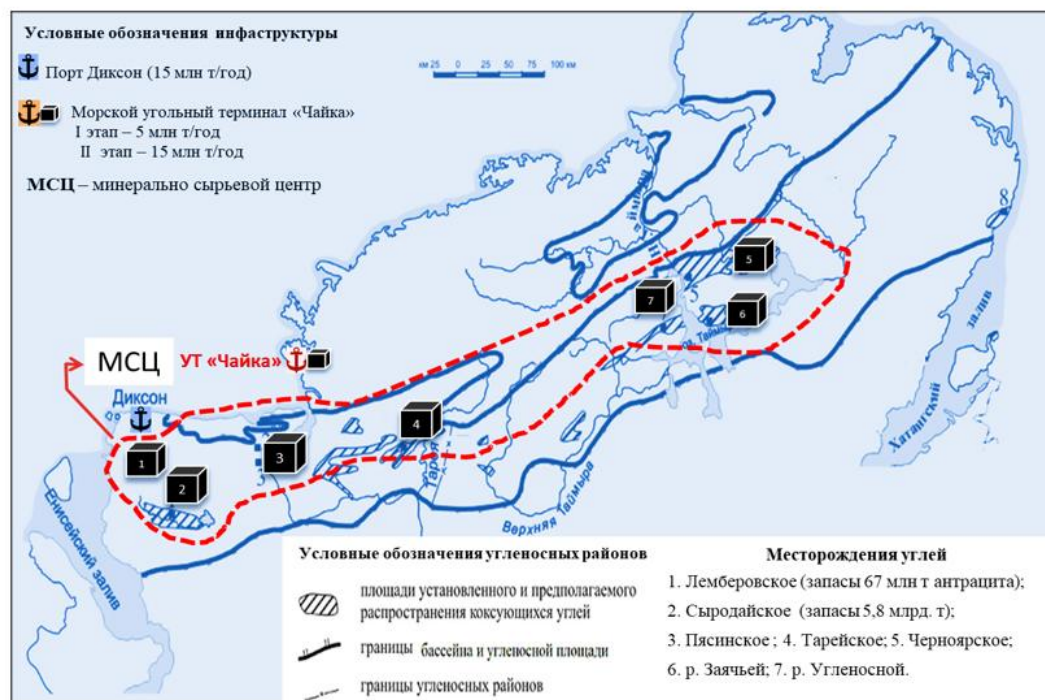 Условные обозначения инфаструктуры
Порт Диксон (15 млн т/год)
Морской угольный терминал «Чайка»
I этап – 5 млн т/год
II этап – 15 млн т/год
МСЦ – минерально сырьевой центр
км 25 0 25 50 75 100 км
МСЦ
УТ «Чайка»
Диксон
1
2
3
4
5
6
7
Тарея
Верхняя Таймыра
Енисейский залив
Хатангский залив
Условные обозначения угленосных районов
площади установленного и предполагаемого
распространения коксующихся углей
границы бассейна и угленосной площади
границы угленосных районов
Месторождения углей
1. Лемберовское (запасы 67 млн т антрацита);
2. Сыродайское (запасы 5,8 млрд. т);
3. Пясинское ; 4. Тарейское; 5. Черноярское;
6. р. Заячьей; 7. р. Угленосной.